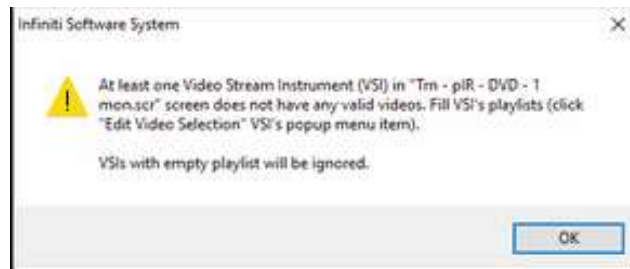 Infiniti Software System
At least one Video Stream Instrument (VSI) in "Trn - pIR - DVD - 1
mon.scr" screen does not have any valid videos. Fill VSI's playlists (click
"Edit Video Selection" VSI's popup menu item).
VSIs with empty playlist will be ignored.
OK